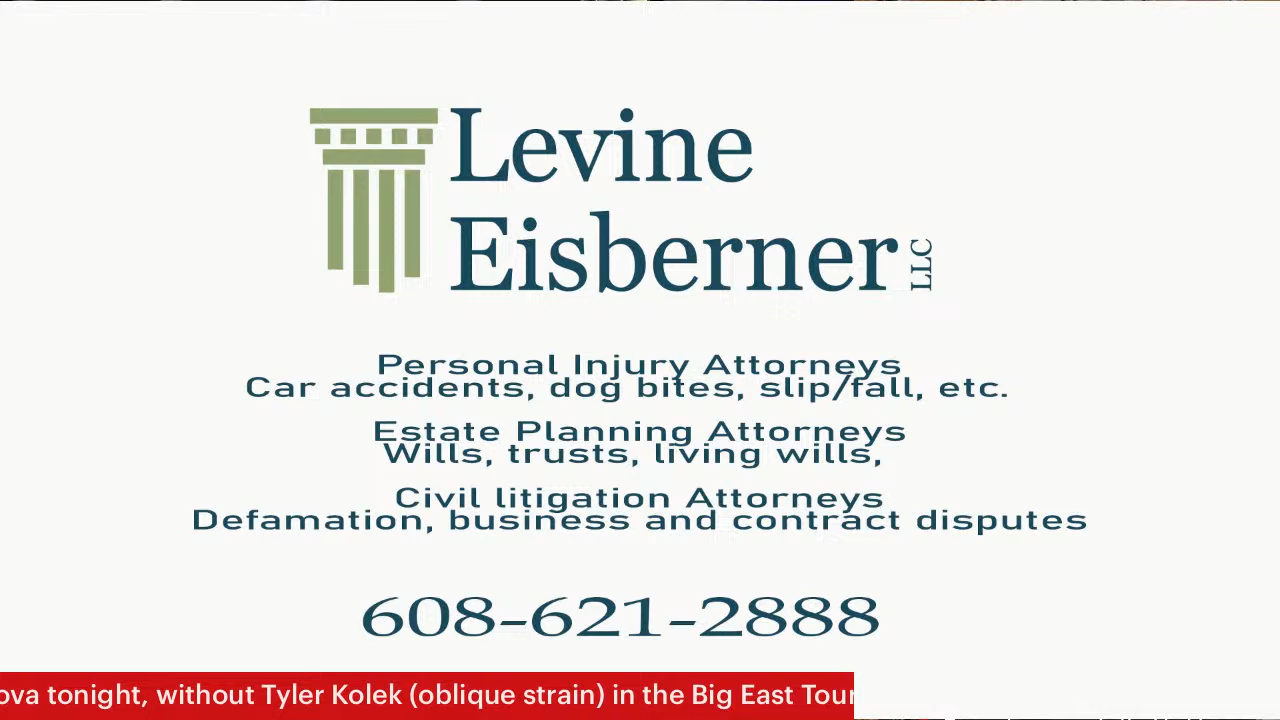 Levine
Eisberner LLC
Personal Injury Attorneys
Car accidents, dog bites, slip/fall, etc.
Estate Planning Attorneys
Wills, trusts, living wills,
Civil litigation Attorneys
Defamation, business and contract disputes
608-621-2888
ova tonight, without Tyler Kolek (oblique strain) in the Big East Tour